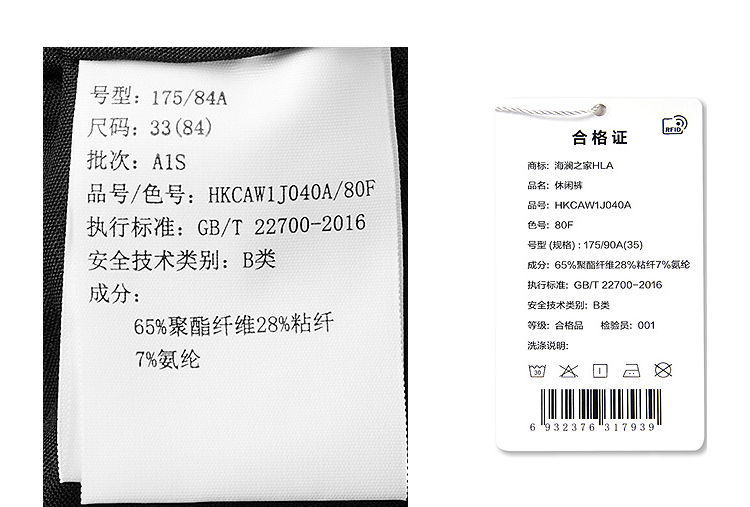 号型: 175/84A
尺码: 33(84)
批次: A1S
品号/色号: HKCAW1J040A/80F
执行标准: GB/T 22700-2016
安全技术类别: B类
成分:
65%聚酯纤维28%粘纤
7%氨纶
RFID
合格证
商标: 海澜之家HLA
品名: 休闲裤
品号: HKCAW1J040A
色号: 80F
号型 (规格) : 175/90A(35)
成分: 65%聚酯纤维28%粘纤7%氨纶
执行标准: GB/T 22700-2016
安全技术类别: B类
等级: 合格品 检验员: 001
洗涤说明:
30
6 932376 317939